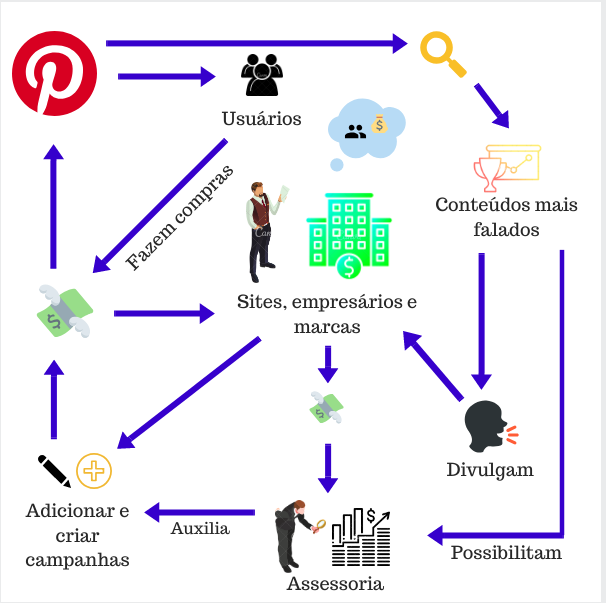 Usuários
Fazem compras
Conteúdos mais
falados
Sites, empresários e
marcas
Divulgam
Adicionar e
criar
campanhas
Auxilia
Assessoria
Possibilitam